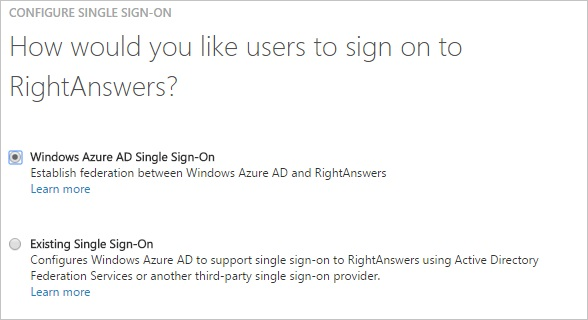 CONFIGURE SINGLE SIGN-ON
How would you like users to sign on to
RightAnswers?
Windows Azure AD Single Sign-On
Establish federation between Windows Azure AD and RightAnswers
Learn more
Existing Single Sign-On
Configures Windows Azure AD to support single sign-on to RightAnswers using Active Directory
Federation Services or another third-party single sign-on provider.
Learn more